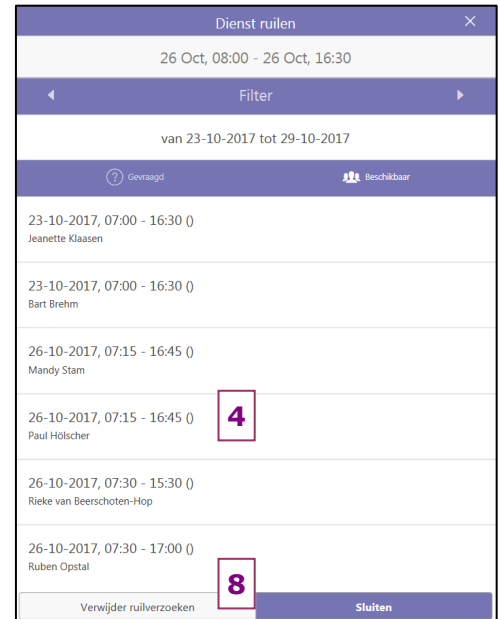 Dienst ruilen
26 Oct, 08:00 - 26 Oct, 16:30
Filter
van 23-10-2017 tot 29-10-2017
? Gevraagd Beschikbaar
23-10-2017, 07:00 - 16:30 ()
Jeanette Klaasen
23-10-2017, 07:00 - 16:30 ()
Bart Brehm
26-10-2017, 07:15 - 16:45 ()
Mandy Stam
26-10-2017, 07:15 - 16:45 ()
4
Paul Hölscher
26-10-2017, 07:30 - 15:30 ()
Rieke van Beerschoten-Hop
26-10-2017, 07:30 - 17:00 ()
Ruben Opstal
8
Verwijder ruilverzoeken Sluiten